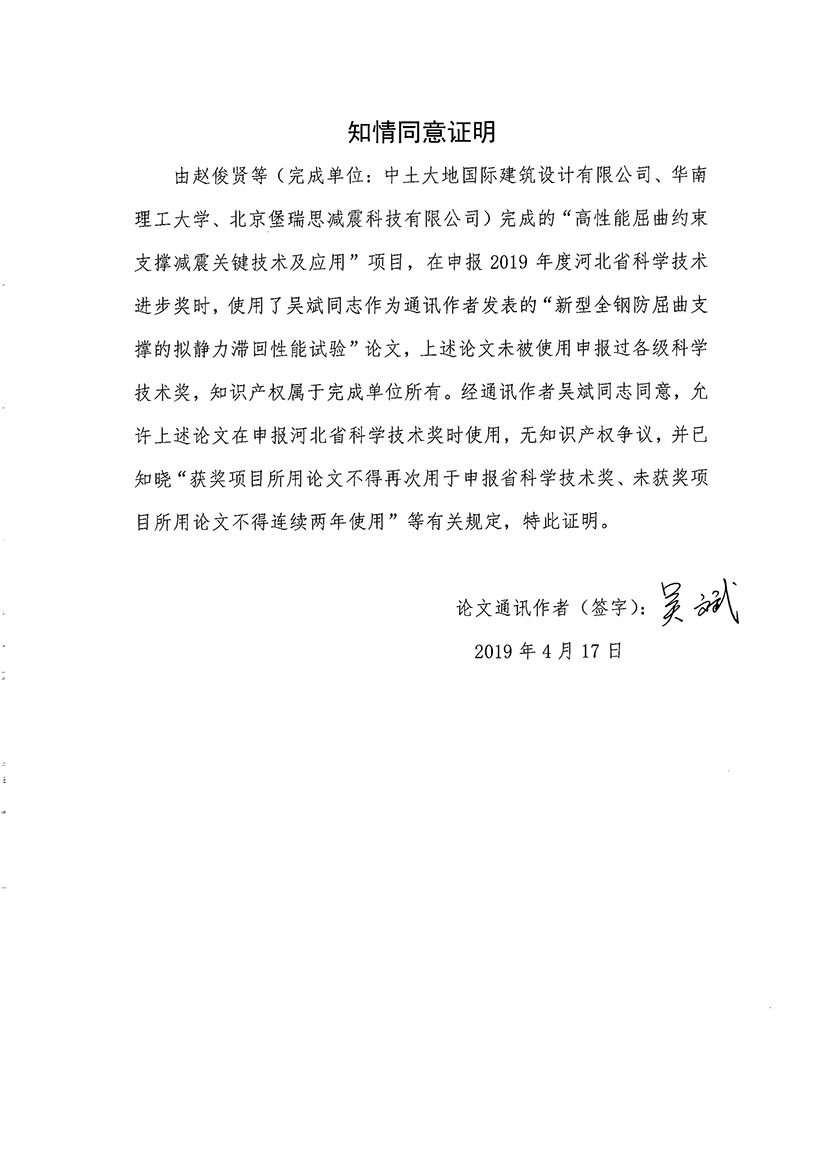 知情同意证明
由赵俊贤等（完成单位：中土大地国际建筑设计有限公司、华南
理工大学、北京堡瑞思减震科技有限公司）完成的“高性能屈曲约束
支撑减震关键技术及应用”项目，在申报 2019 年度河北省科学技术
进步奖时，使用了吴斌同志作为通讯作者发表的“新型全钢防屈曲支
撑的拟静力滞回性能试验”论文，上述论文未被使用申报过各级科学
技术奖，知识产权属于完成单位所有。经通讯作者吴斌同志同意，允
许上述论文在申报河北省科学技术奖时使用，无知识产权争议，并已
知晓“获奖项目所用论文不得再次用于申报省科学技术奖、未获奖项
目所用论文不得连续两年使用”等有关规定，特此证明。
论文通讯作者（签字）：吴斌
2019 年 4 月 17 日